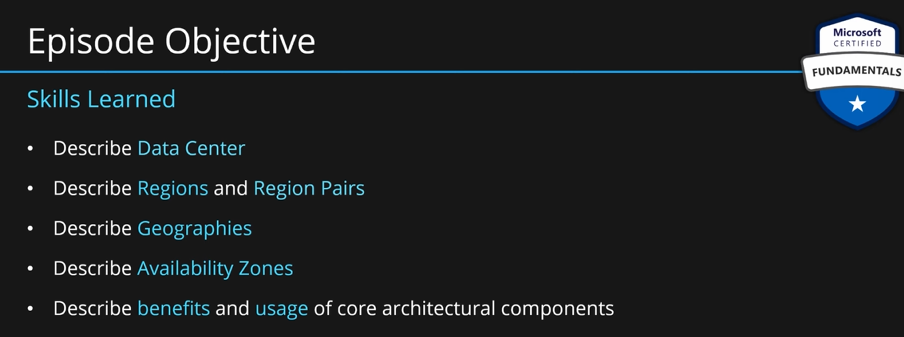 Episode Objective
Microsoft
CERTIFIED
FUNDAMENTALS
Skills Learned
• Describe Data Center
• Describe Regions and Region Pairs
• Describe Geographies
• Describe Availability Zones
• Describe benefits and usage of core architectural components